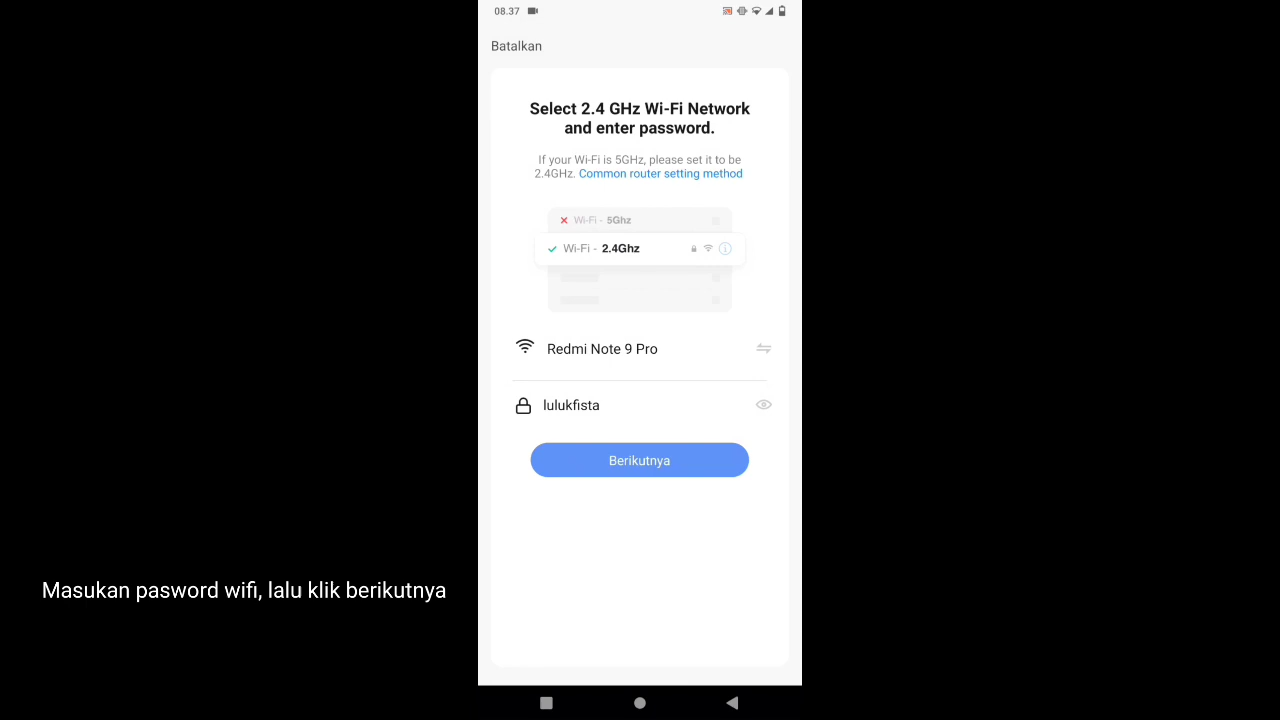 08.37
Batalkan
Select 2.4 GHz Wi-Fi Network
and enter password.
If your Wi-Fi is 5GHz, please set it to be
2.4GHz. Common router setting method
Wi-Fi - 5Ghz
Wi-Fi - 2.4Ghz
Redmi Note 9 Pro
lulukfista
Berikutnya
Masukan pasword wifi, lalu klik berikutnya